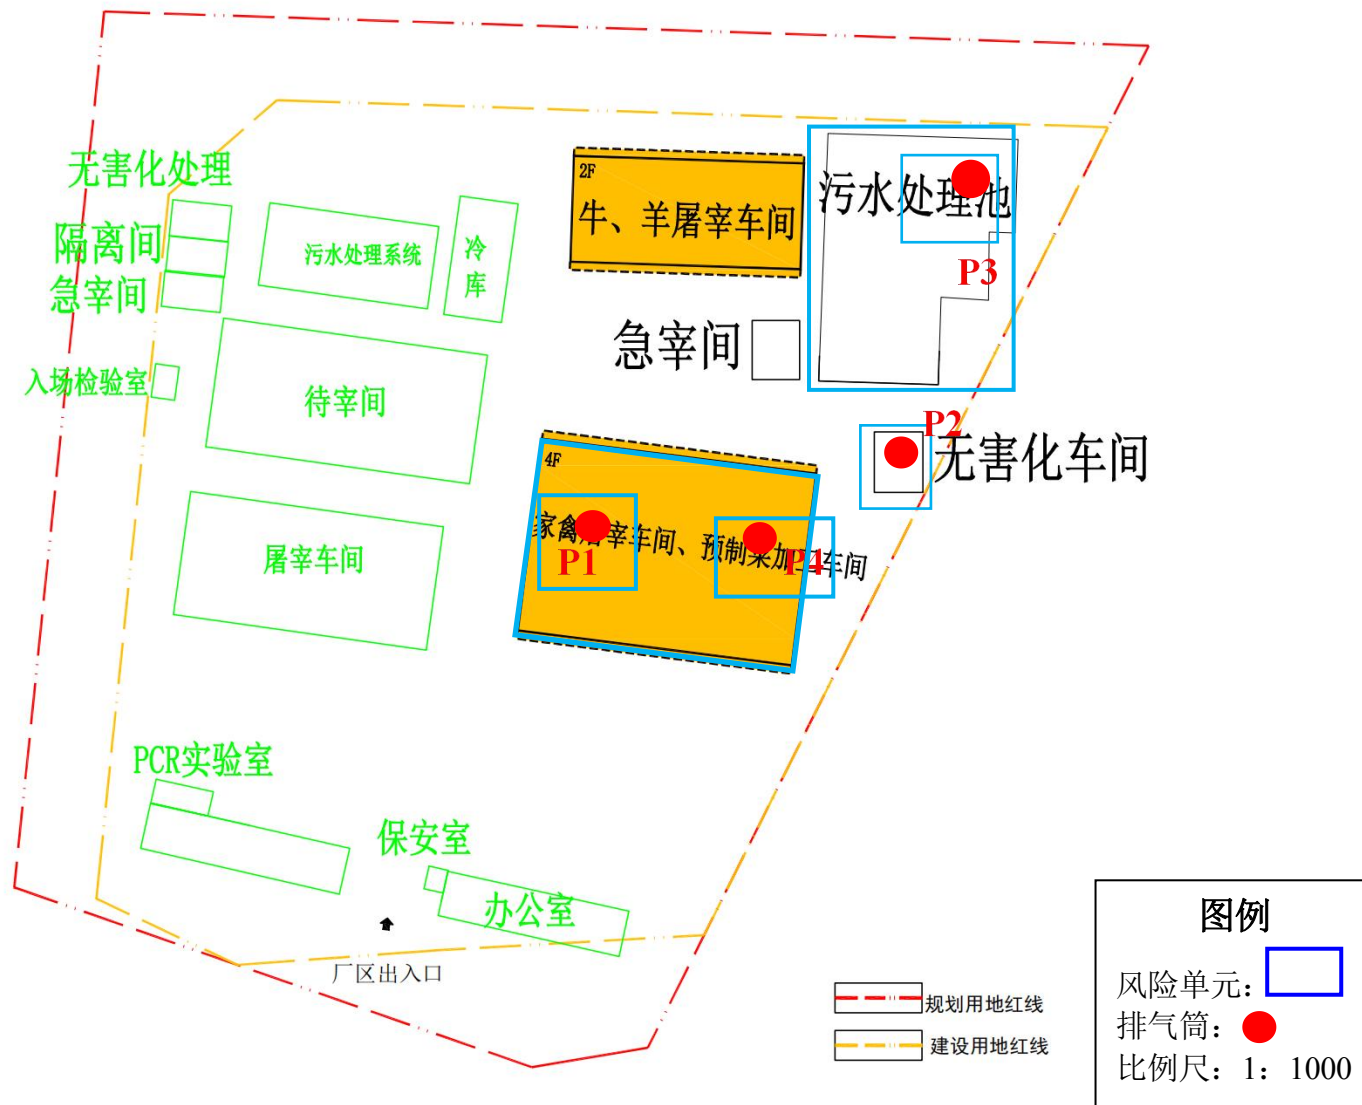 无害化处理
隔离间
急宰间
入场检验室
污水处理系统
冷
库
待宰间
屠宰车间
2F
牛、羊屠宰车间
污水处理池
P3
急宰间
P2
无害化车间
4F
家禽屠宰车间、预制菜加工车间
P1
P4
PCR实验室
保安室
办公室
厂区出入口
规划用地红线
建设用地红线
图例
风险单元：
排气筒：
比例尺：1：1000